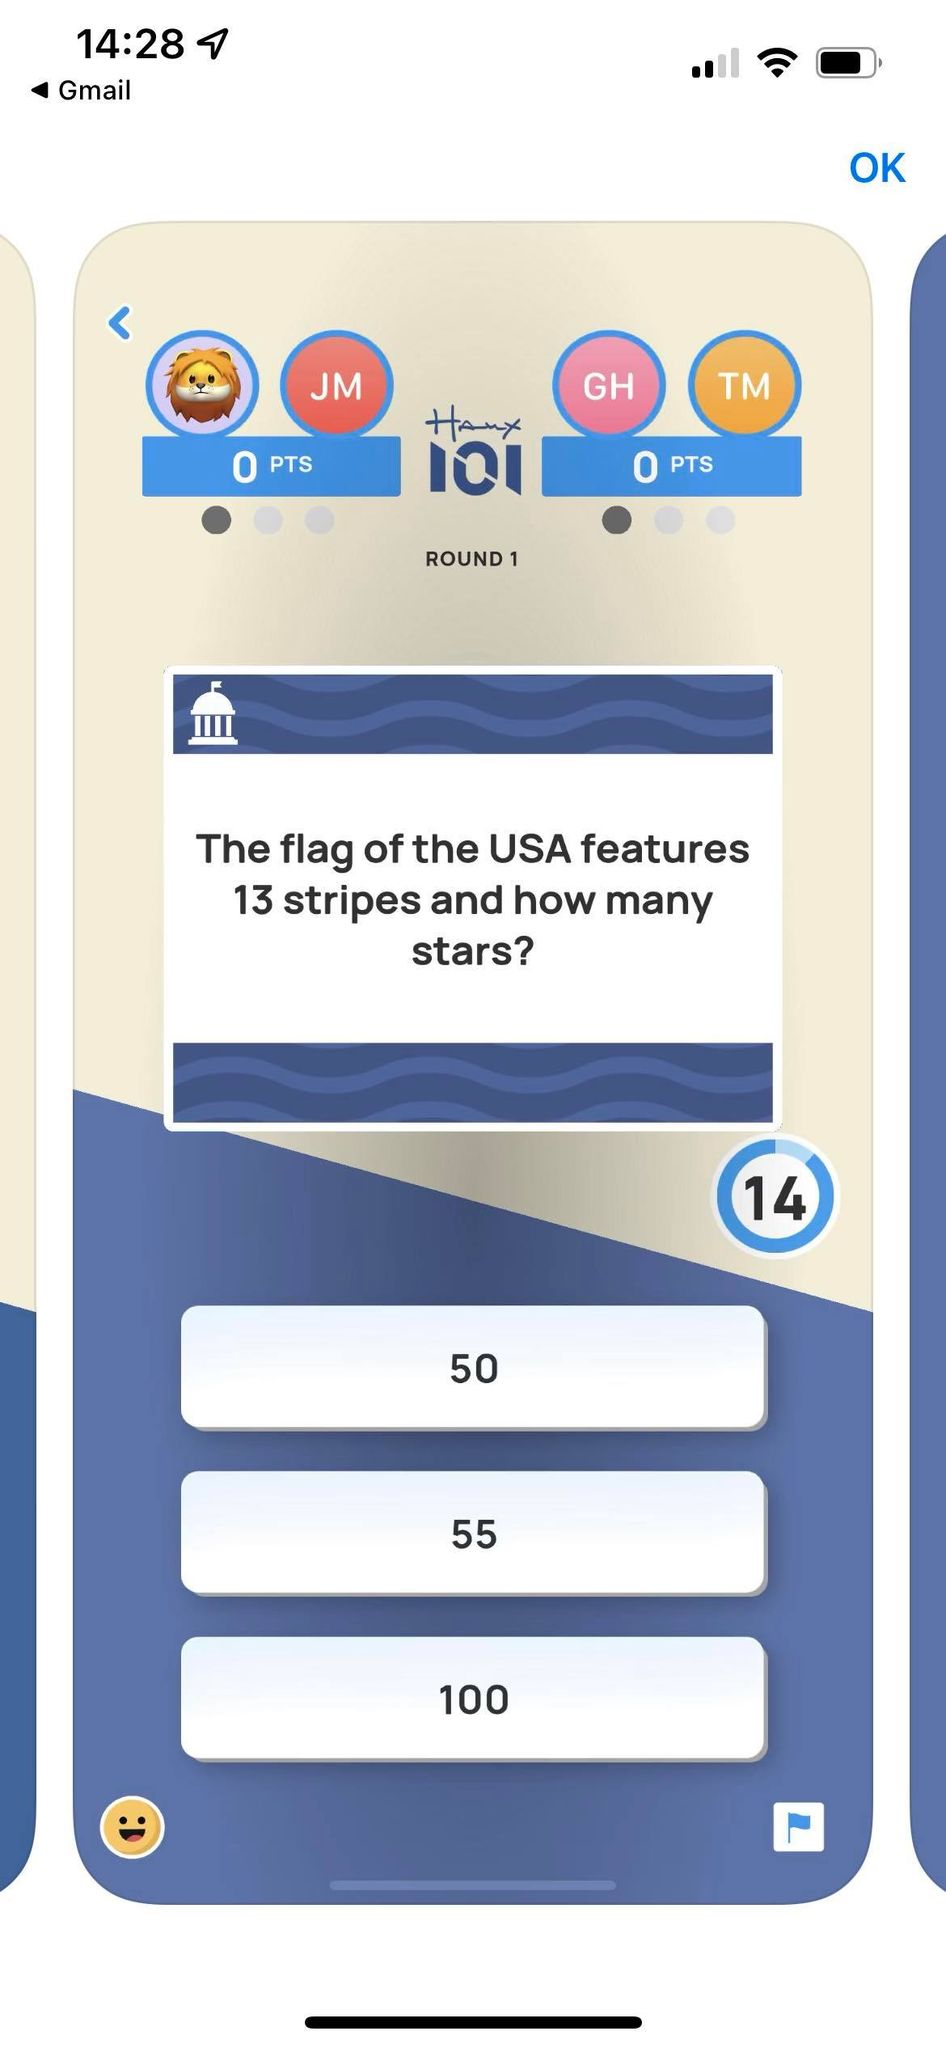 14:28
◀ Gmail
OK
JM
GH
TM
0 PTS
Hanx
101
0 PTS
ROUND 1
The flag of the USA features
13 stripes and how many
stars?
14
50
55
100